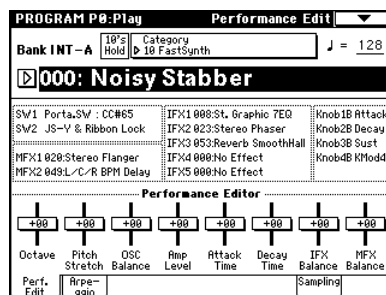 PROGRAM P0:Play Performance Edit
Bank INT-A 10's Hold Category ▷10 FastSynth ♩ = 128
▷000: Noisy Stabber
SW1 Porta.SW : CC#65 IFX1 008:St. Graphic 7EQ Knob1B Attack
SW2 JS-Y & Ribbon Lock IFX2 023:Stereo Phaser Knob2B Decay
IFX3 053:Reverb SmoothHall Knob3B Sust
MFX1 020:Stereo Flanger IFX4 000:No Effect Knob4B KMod4
MFX2 049:L/C/R BPM Delay IFX5 000:No Effect
Performance Editor
+00 +00 +00 +00 +00 +00 +00 +00
Octave Pitch Stretch OSC Balance Amp Level Attack Time Decay Time IFX Balance MFX Balance
Perf. Edit Arpe-ggio Sampling